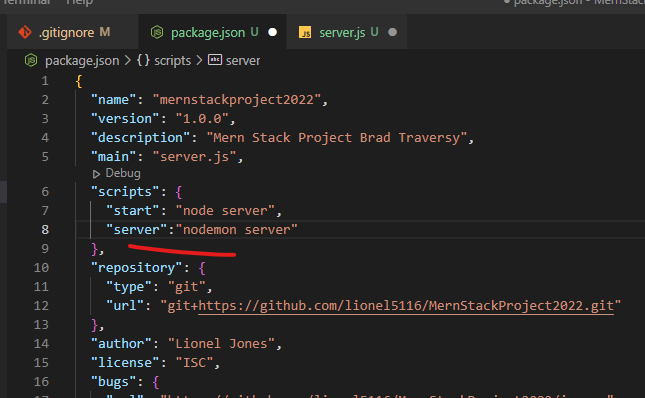 Terminal Help
package.json - MernStac
.gitignore M
package.json U
JS server.js U
package.json > {} scripts > abc server
1 {
2 "name": "mernstackproject2022",
3 "version": "1.0.0",
4 "description": "Mern Stack Project Brad Traversy",
5 "main": "server.js",
Debug
6 "scripts": {
7 "start": "node server",
8 "server":"nodemon server"
9 },
10 "repository": {
11 "type": "git",
12 "url": "git+https://github.com/lionel5116/MernStackProject2022.git"
13 },
14 "author": "Lionel Jones",
15 "license": "ISC",
16 "bugs": {